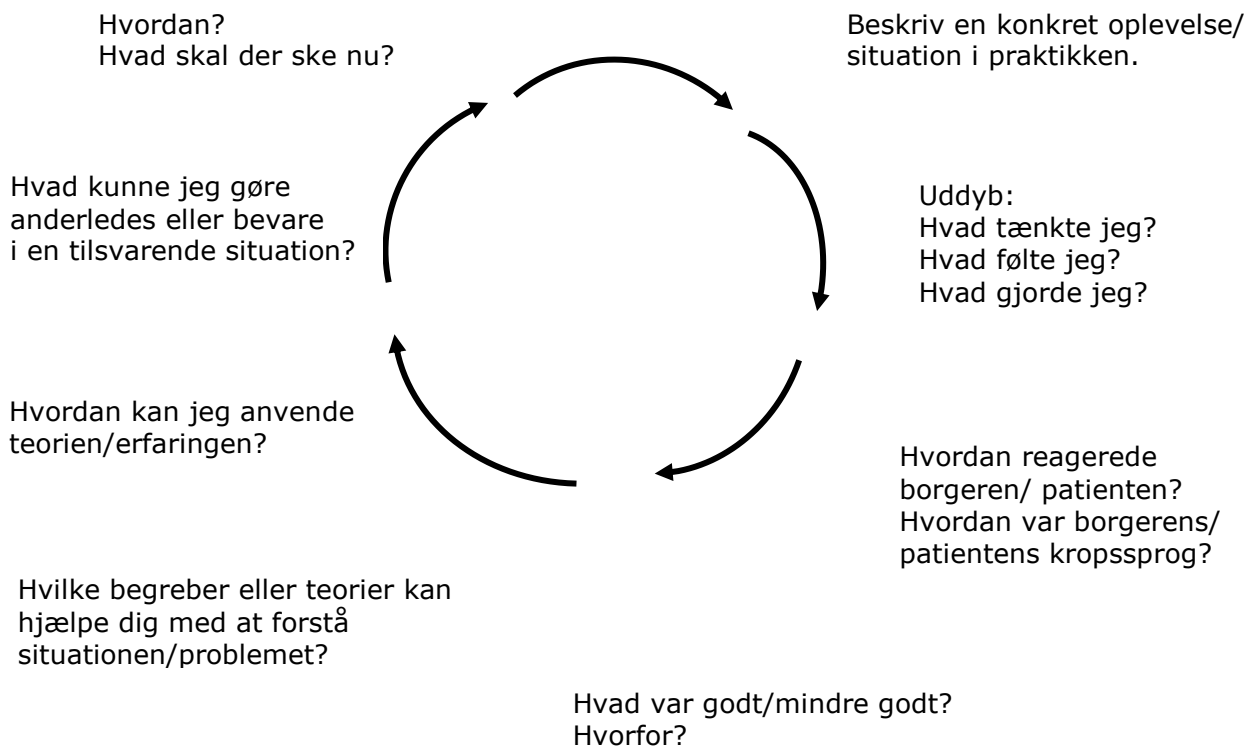 Hvordan?
Hvad skal der ske nu?
Beskriv en konkret oplevelse/
situation i praktikken.
Uddyb:
Hvad tænkte jeg?
Hvad følte jeg?
Hvad gjorde jeg?
Hvordan reagerede
borgeren/ patienten?
Hvordan var borgerens/
patientens kropssprog?
Hvad var godt/mindre godt?
Hvorfor?
Hvilke begreber eller teorier kan
hjælpe dig med at forstå
situationen/problemet?
Hvordan kan jeg anvende
teorien/erfaringen?
Hvad kunne jeg gøre
anderledes eller bevare
i en tilsvarende situation?